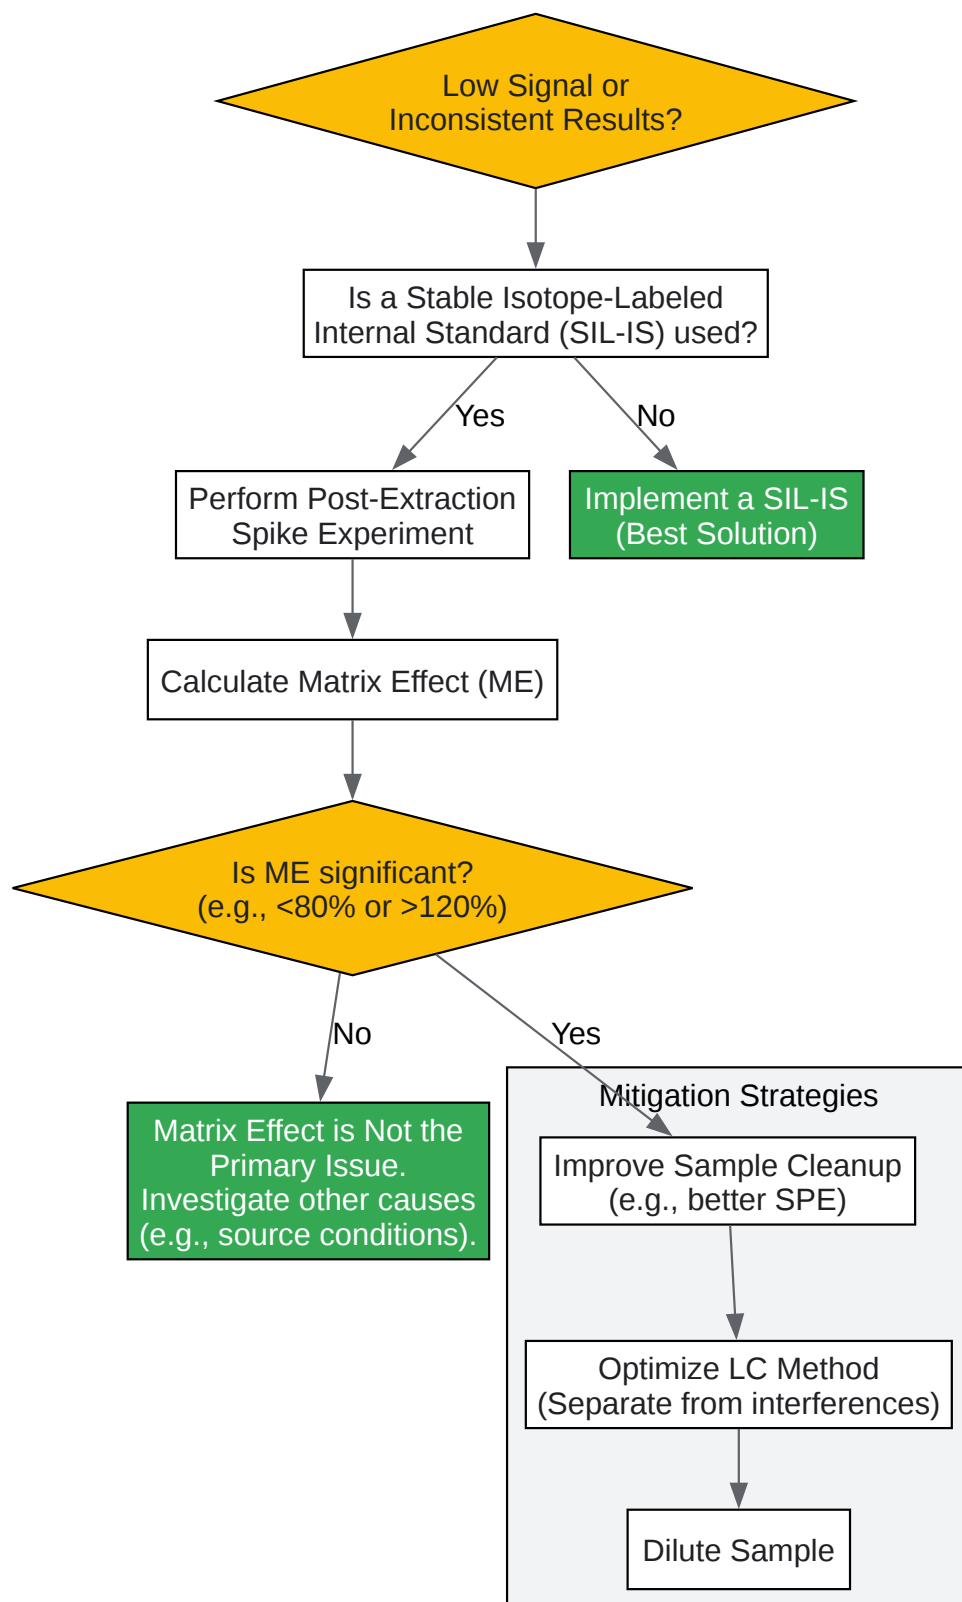 Low Signal or
Inconsistent Results?
Is a Stable Isotope-Labeled
Internal Standard (SIL-IS) used?
Yes
No
Perform Post-Extraction
Spike Experiment
Implement a SIL-IS
(Best Solution)
Calculate Matrix Effect (ME)
Is ME significant?
(e.g., <80% or >120%)
No
Yes
Matrix Effect is Not the
Primary Issue.
Investigate other causes
(e.g., source conditions).
Mitigation Strategies
Improve Sample Cleanup
(e.g., better SPE)
Optimize LC Method
(Separate from interferences)
Dilute Sample